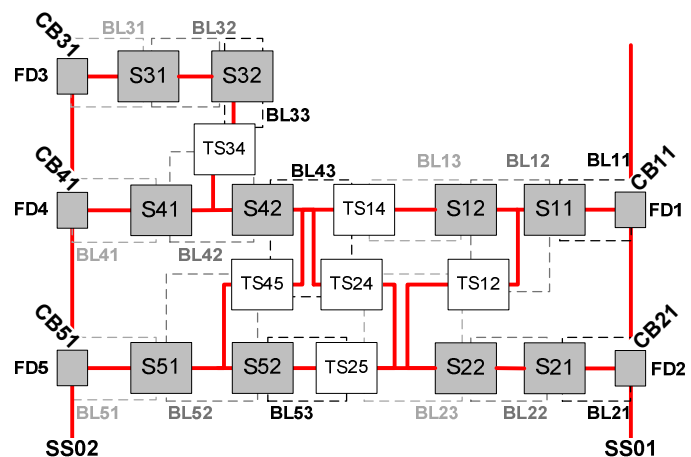 CB31
BL31
BL32
FD3
S31
S32
BL33
TS34
CB41
BL43
BL13
BL12
BL11
CB11
FD4
S41
S42
TS14
S12
S11
FD1
BL41
BL42
TS45
TS24
TS12
CB51
CB21
FD5
S51
S52
TS25
S22
S21
FD2
BL51
BL52
BL53
BL23
BL22
BL21
SS02
SS01